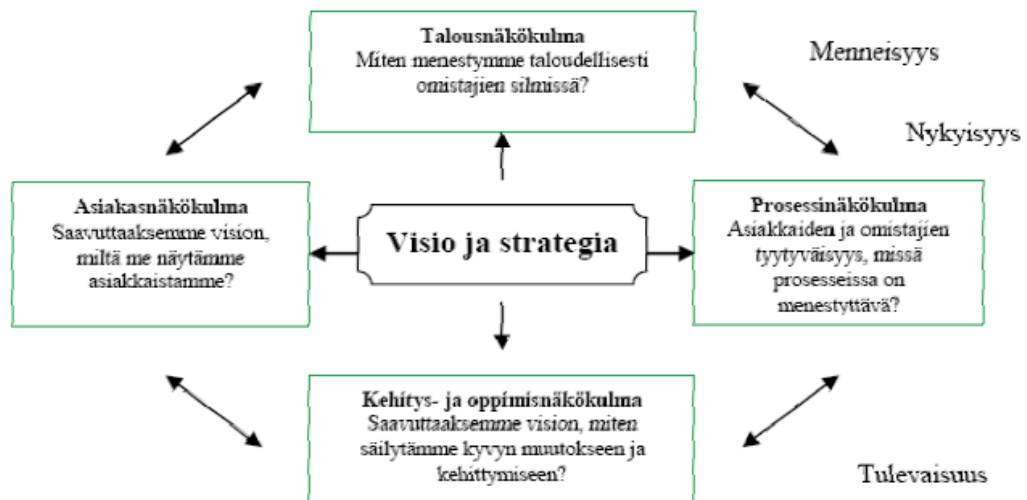 Talousnäkökulma
Miten menestymme taloudellisesti
omistajien silmissä?
Menneisyys
Nykyisyys
Asiakasnäkökulma
Saavuttaaksemme vision,
miltä me näytämme
asiakkaistamme?
Visio ja strategia
Prosessinäkökulma
Asiakkaiden ja omistajien
tyytyväisyys, missä
prosesseissa on
menestyttävä?
Kehitys- ja oppimisnäkökulma
Saavuttaaksemme vision, miten
säilytämme kyvyn muutokseen ja
kehittymiseen?
Tulevaisuus